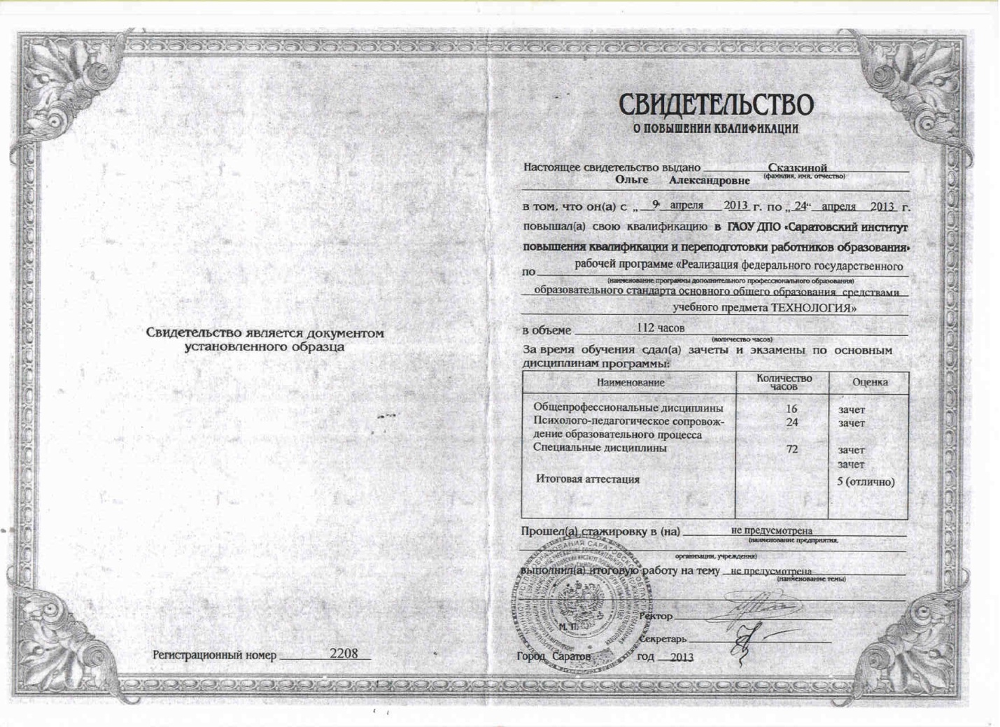 Свидетельство является документом
установленного образца
Регистрационный номер 2208
СВИДЕТЕЛЬСТВО
О ПОВЫШЕНИИ КВАЛИФИКАЦИИ
Настоящее свидетельство выдано Сказкиной
(фамилия, имя, отчество)
Ольге Александровне
в том, что он(а) с „ 9" апреля 2013 г. по „ 24" апреля 2013 г.
повышал(а) свою квалификацию в ГАОУ ДПО «Саратовский институт
повышения квалификации и переподготовки работников образования»
по рабочей программе «Реализация федерального государственного
(наименование программы дополнительного профессионального образования)
образовательного стандарта основного общего образования средствами
учебного предмета ТЕХНОЛОГИЯ»
в объеме 112 часов
(количество часов)
За время обучения сдал(а) зачеты и экзамены по основным
дисциплинам программы:
Наименование Количество часов Оценка
Общепрофессиональные дисциплины 16 зачет
Психолого-педагогическое сопровож- 24 зачет
дение образовательного процесса
Специальные дисциплины 72 зачет
зачет
Итоговая аттестация 5 (отлично)
Прошел(а) стажировку в (на) не предусмотрена
(наименование предприятия,
организации, учреждения)
выполнил(а) итоговую работу на тему не предусмотрена
(наименование темы)
Ректор
М. П.
Секретарь
Город Саратов год 2013